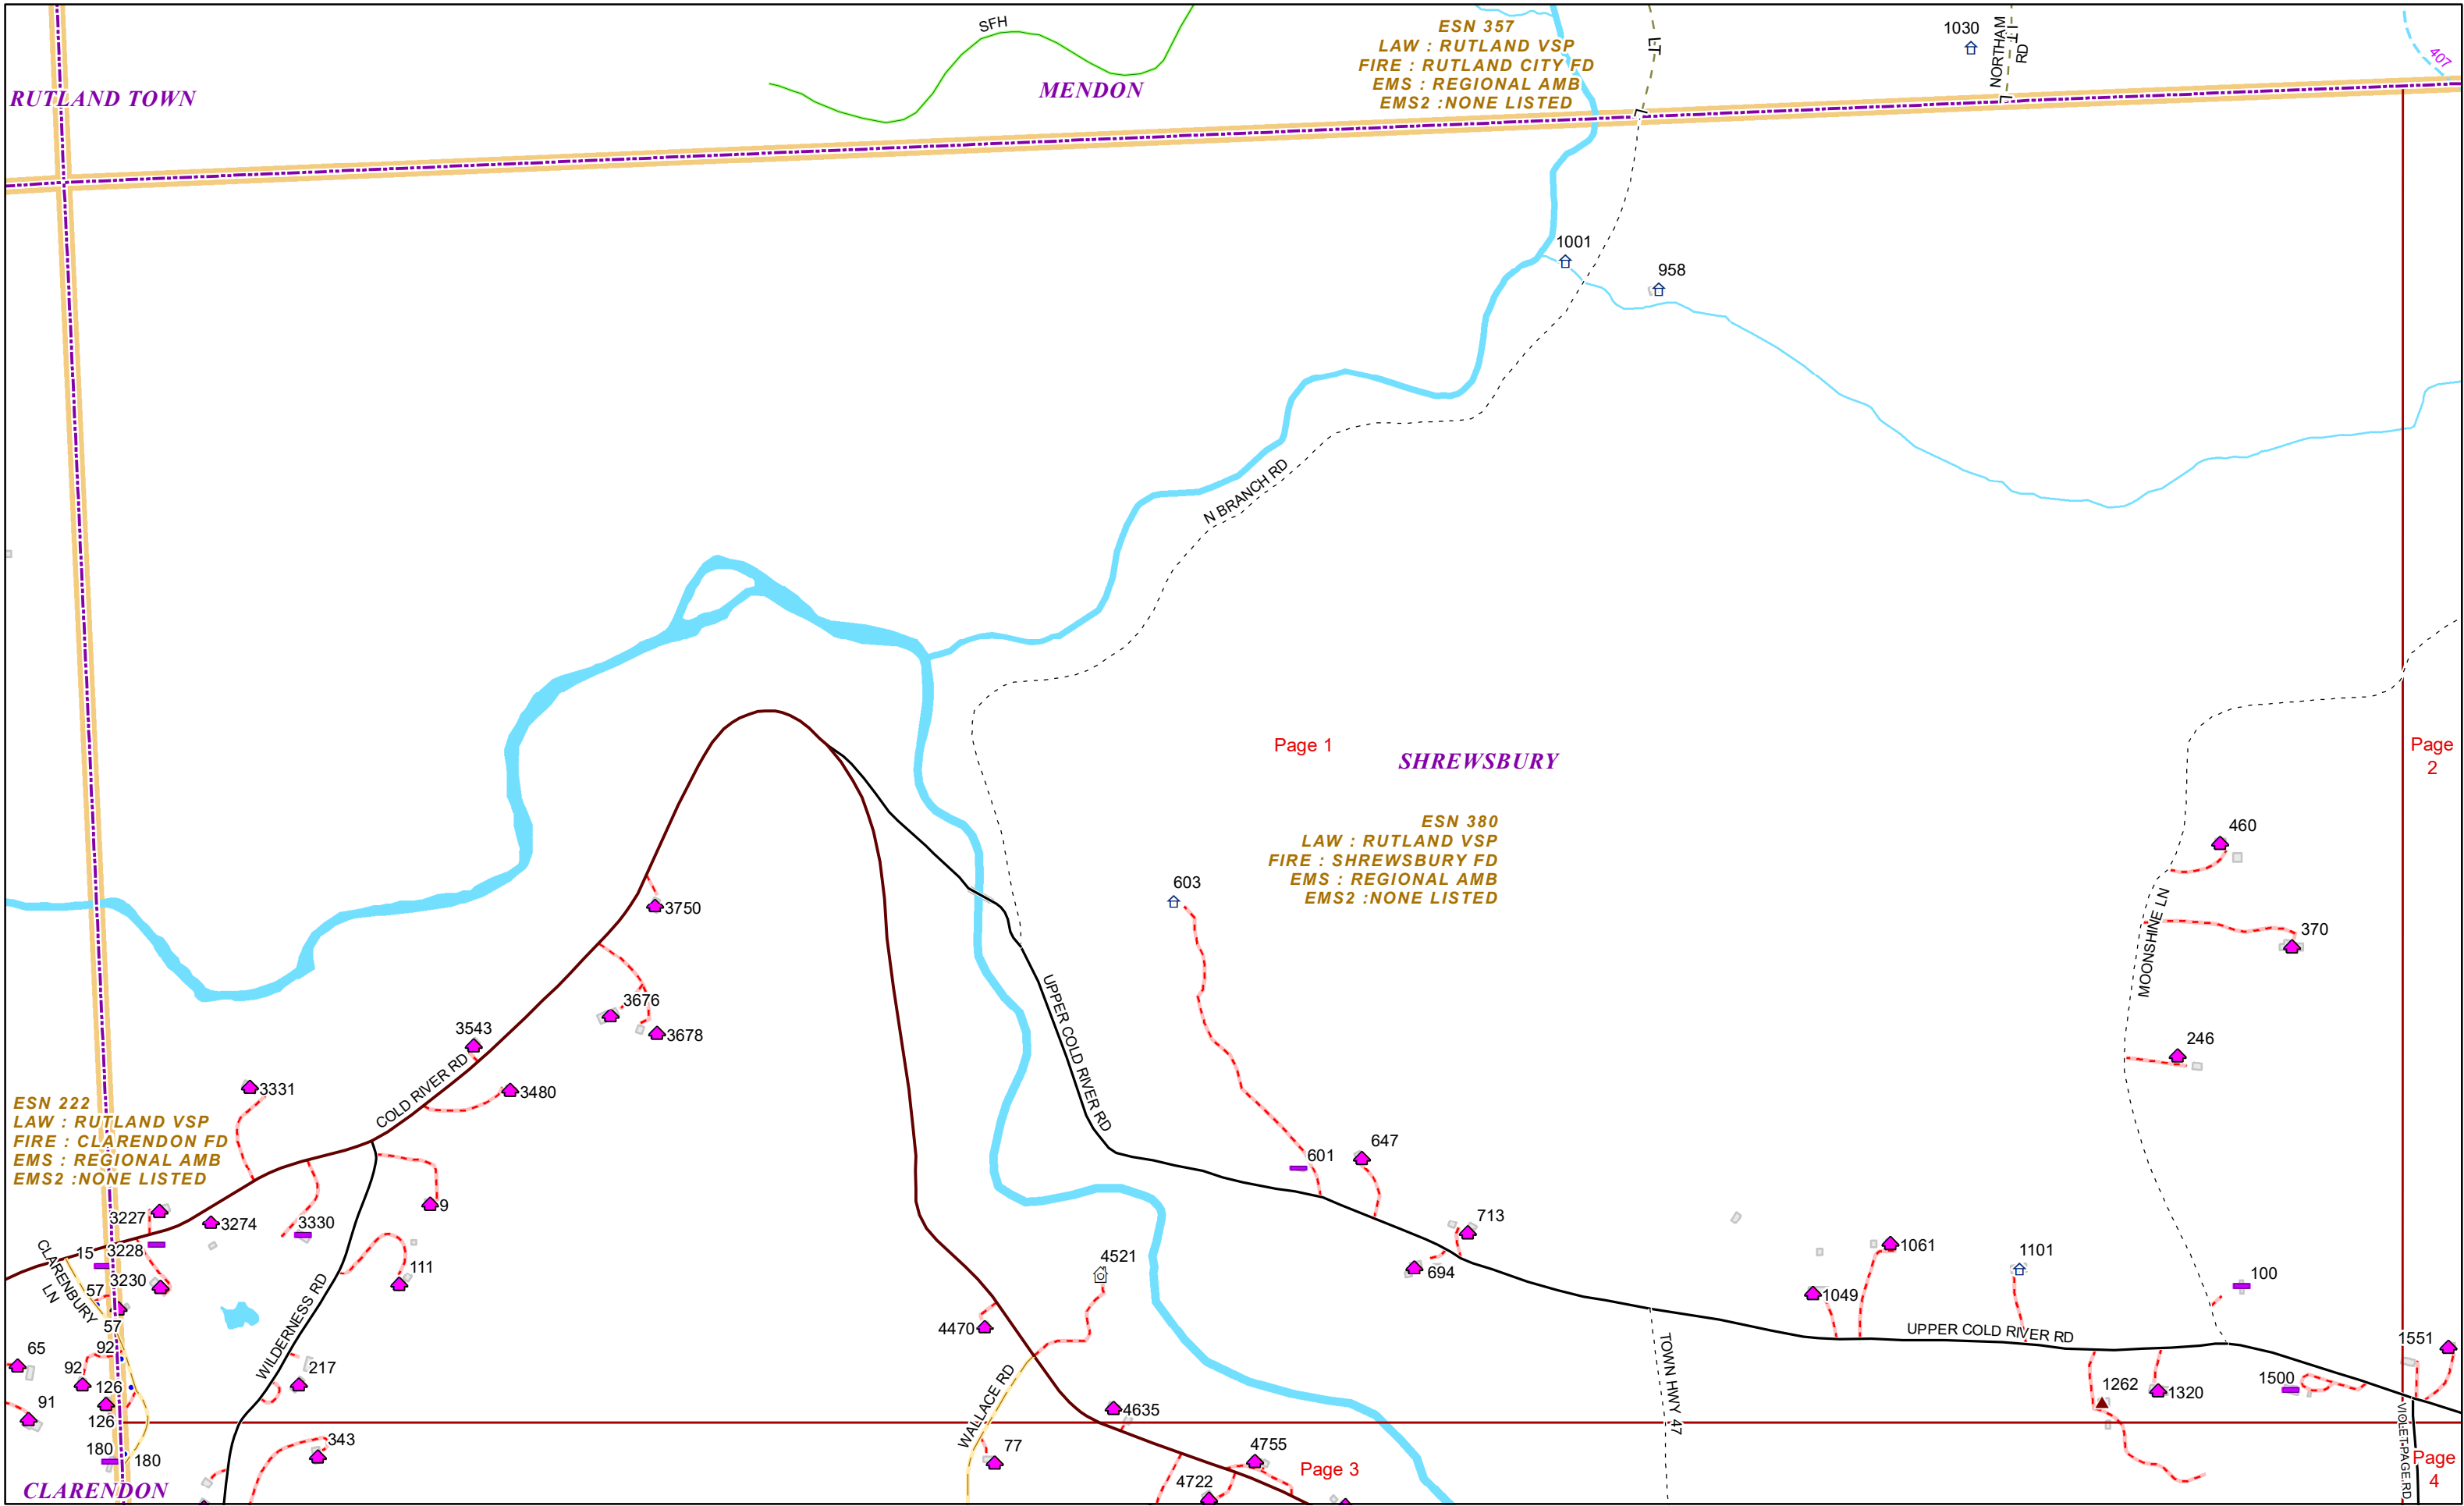 SFH
ESN 357
LAW : RUTLAND VSP
FIRE : RUTLAND CITY FD
EMS : REGIONAL AMB
EMS2 :NONE LISTED
LT
1030
NORTHAM
RD
LT
407
RUTLAND TOWN
MENDON
1001
958
N BRANCH RD
Page 1
SHREWSBURY
Page
2
ESN 380
LAW : RUTLAND VSP
FIRE : SHREWSBURY FD
EMS : REGIONAL AMB
EMS2 :NONE LISTED
460
603
3750
370
MOONSHINE LN
3676
3678
3543
246
UPPER COLD RIVER RD
COLD RIVER RD
3480
3331
ESN 222
LAW : RUTLAND VSP
FIRE : CLARENDON FD
EMS : REGIONAL AMB
EMS2 :NONE LISTED
647
601
9
3227
3274
3330
713
15
3228
1061
1101
CLARENBURY
LN
111
4521
694
100
3230
57
1049
WILDERNESS RD
57
4470
UPPER COLD RIVER RD
92
65
1551
92
217
TOWN HWY 47
126
1262
1320
1500
91
WALLACE RD
4635
126
343
77
4755
VIOLET PAGE RD
180
180
Page 3
Page
4
4722
CLARENDON